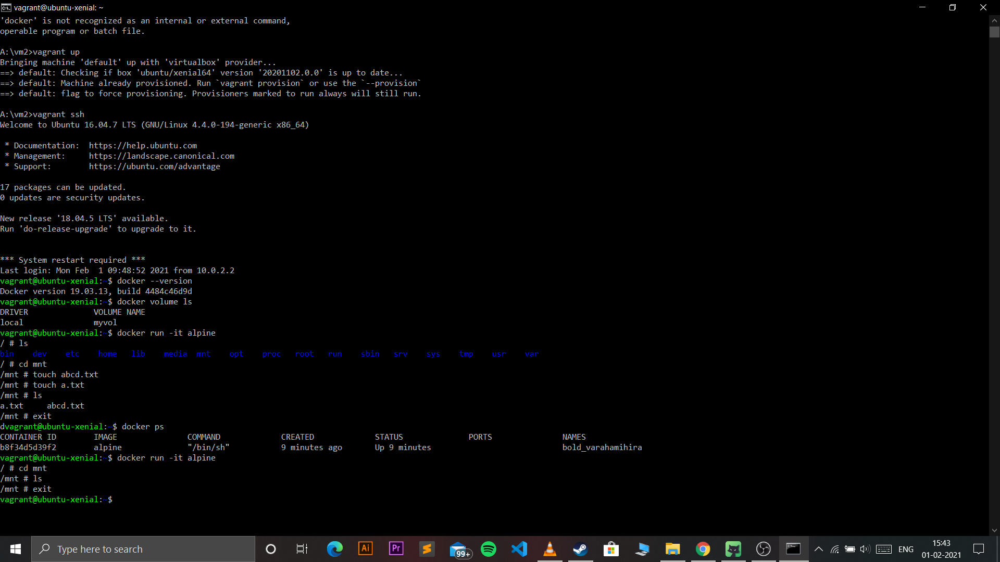 vagrant@ubuntu-xenial: ~
'docker' is not recognized as an internal or external command,
operable program or batch file.
A:\vm2>vagrant up
Bringing machine 'default' up with 'virtualbox' provider...
==> default: Checking if box 'ubuntu/xenial64' version '20201102.0.0' is up to date...
==> default: Machine already provisioned. Run `vagrant provision` or use the `--provision`
==> default: flag to force provisioning. Provisioners marked to run always will still run.
A:\vm2>vagrant ssh
Welcome to Ubuntu 16.04.7 LTS (GNU/Linux 4.4.0-194-generic x86_64)
 * Documentation:  https://help.ubuntu.com
 * Management:     https://landscape.canonical.com
 * Support:        https://ubuntu.com/advantage
17 packages can be updated.
0 updates are security updates.
New release '18.04.5 LTS' available.
Run 'do-release-upgrade' to upgrade to it.
*** System restart required ***
Last login: Mon Feb  1 09:48:52 2021 from 10.0.2.2
vagrant@ubuntu-xenial:~$ docker --version
Docker version 19.03.13, build 4484c46d9d
vagrant@ubuntu-xenial:~$ docker volume ls
DRIVER              VOLUME NAME
local               myvol
vagrant@ubuntu-xenial:~$ docker run -it alpine
/ # ls
bin    dev    etc    home   lib    media  mnt    opt    proc   root   run    sbin   srv    sys    tmp    usr    var
/ # cd mnt
/mnt # touch abcd.txt
/mnt # touch a.txt
/mnt # ls
a.txt     abcd.txt
/mnt # exit
dvagrant@ubuntu-xenial:~$ docker ps
CONTAINER ID        IMAGE               COMMAND             CREATED             STATUS              PORTS               NAMES
b8f34d5d39f2        alpine              "/bin/sh"           9 minutes ago       Up 9 minutes                            bold_varahamihira
vagrant@ubuntu-xenial:~$ docker run -it alpine
/ # cd mnt
/mnt # ls
/mnt # exit
vagrant@ubuntu-xenial:~$
Type here to search
Ai
Pr
99+
ENG
15:43
01-02-2021